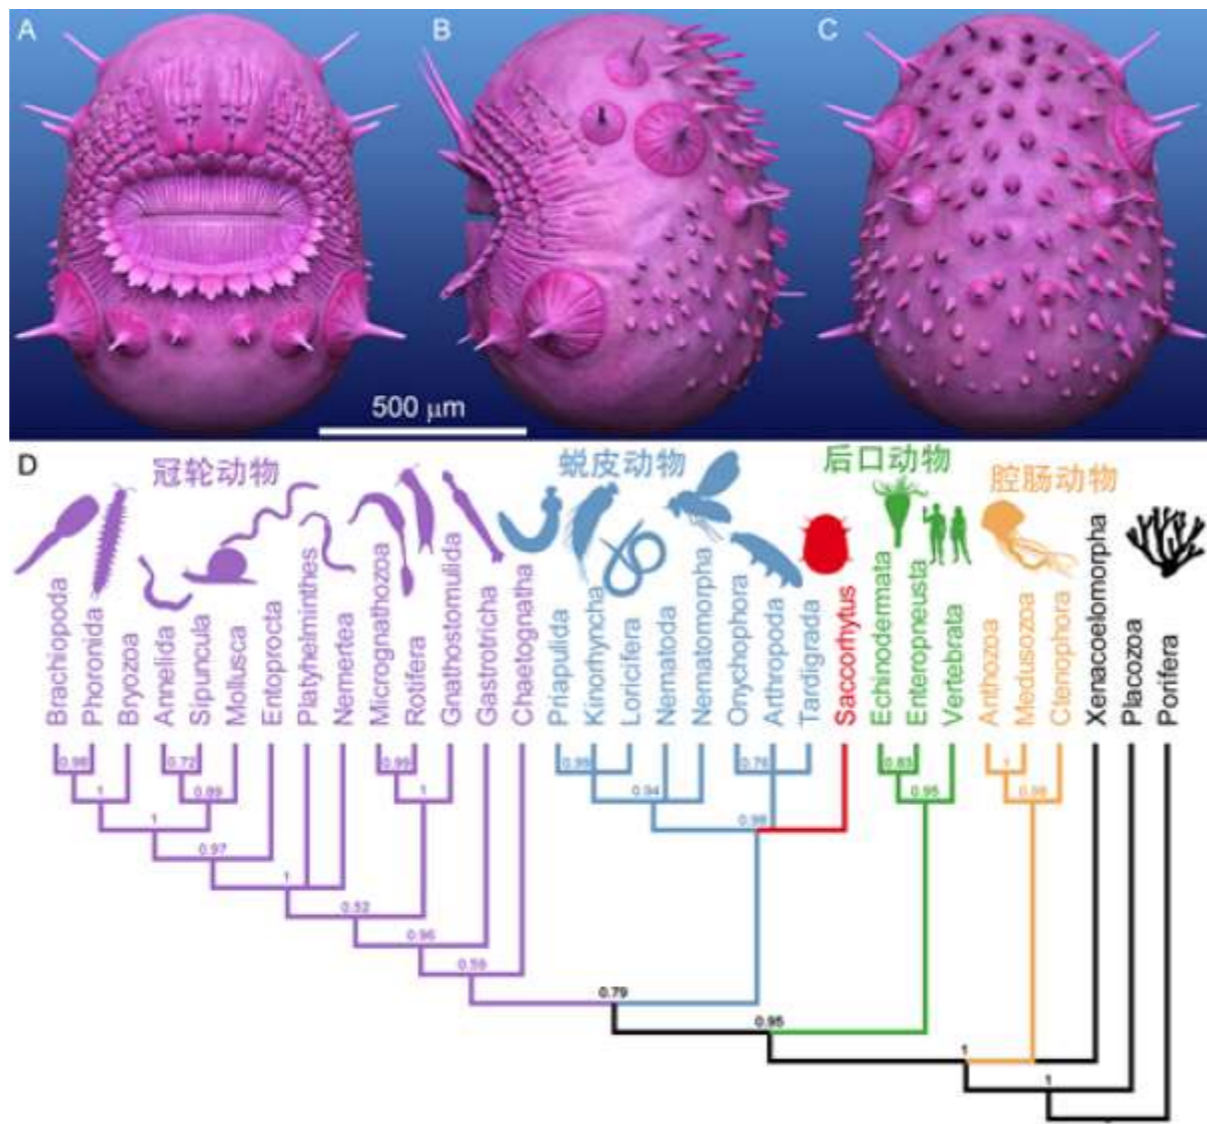 A
B
C
500 μm
D
冠轮动物
蜕皮动物
后口动物
腔肠动物
Brachiopoda
Phoronida
Bryozoa
Annelida
Sipuncula
Mollusca
Entoprocta
Platyhelminthes
Nemertea
Micrognathozoa
Rotifera
Gnathostomulida
Gastrotricha
Chaetognatha
Priapulida
Kinorhyncha
Loricifera
Nematoda
Nematomorpha
Onychophora
Arthropoda
Tardigrada
Saccorhytus
Echinodermata
Enteropneusta
Vertebrata
Anthozoa
Medusozoa
Ctenophora
Xenacoelomorpha
Placozoa
Porifera
0.98 0.72 0.99 0.99 0.76 0.83 1
1 0.89 1 0.94 0.95 0.98
1 0.98
0.97
1
0.52
0.96
0.59
0.79
0.95
1
1